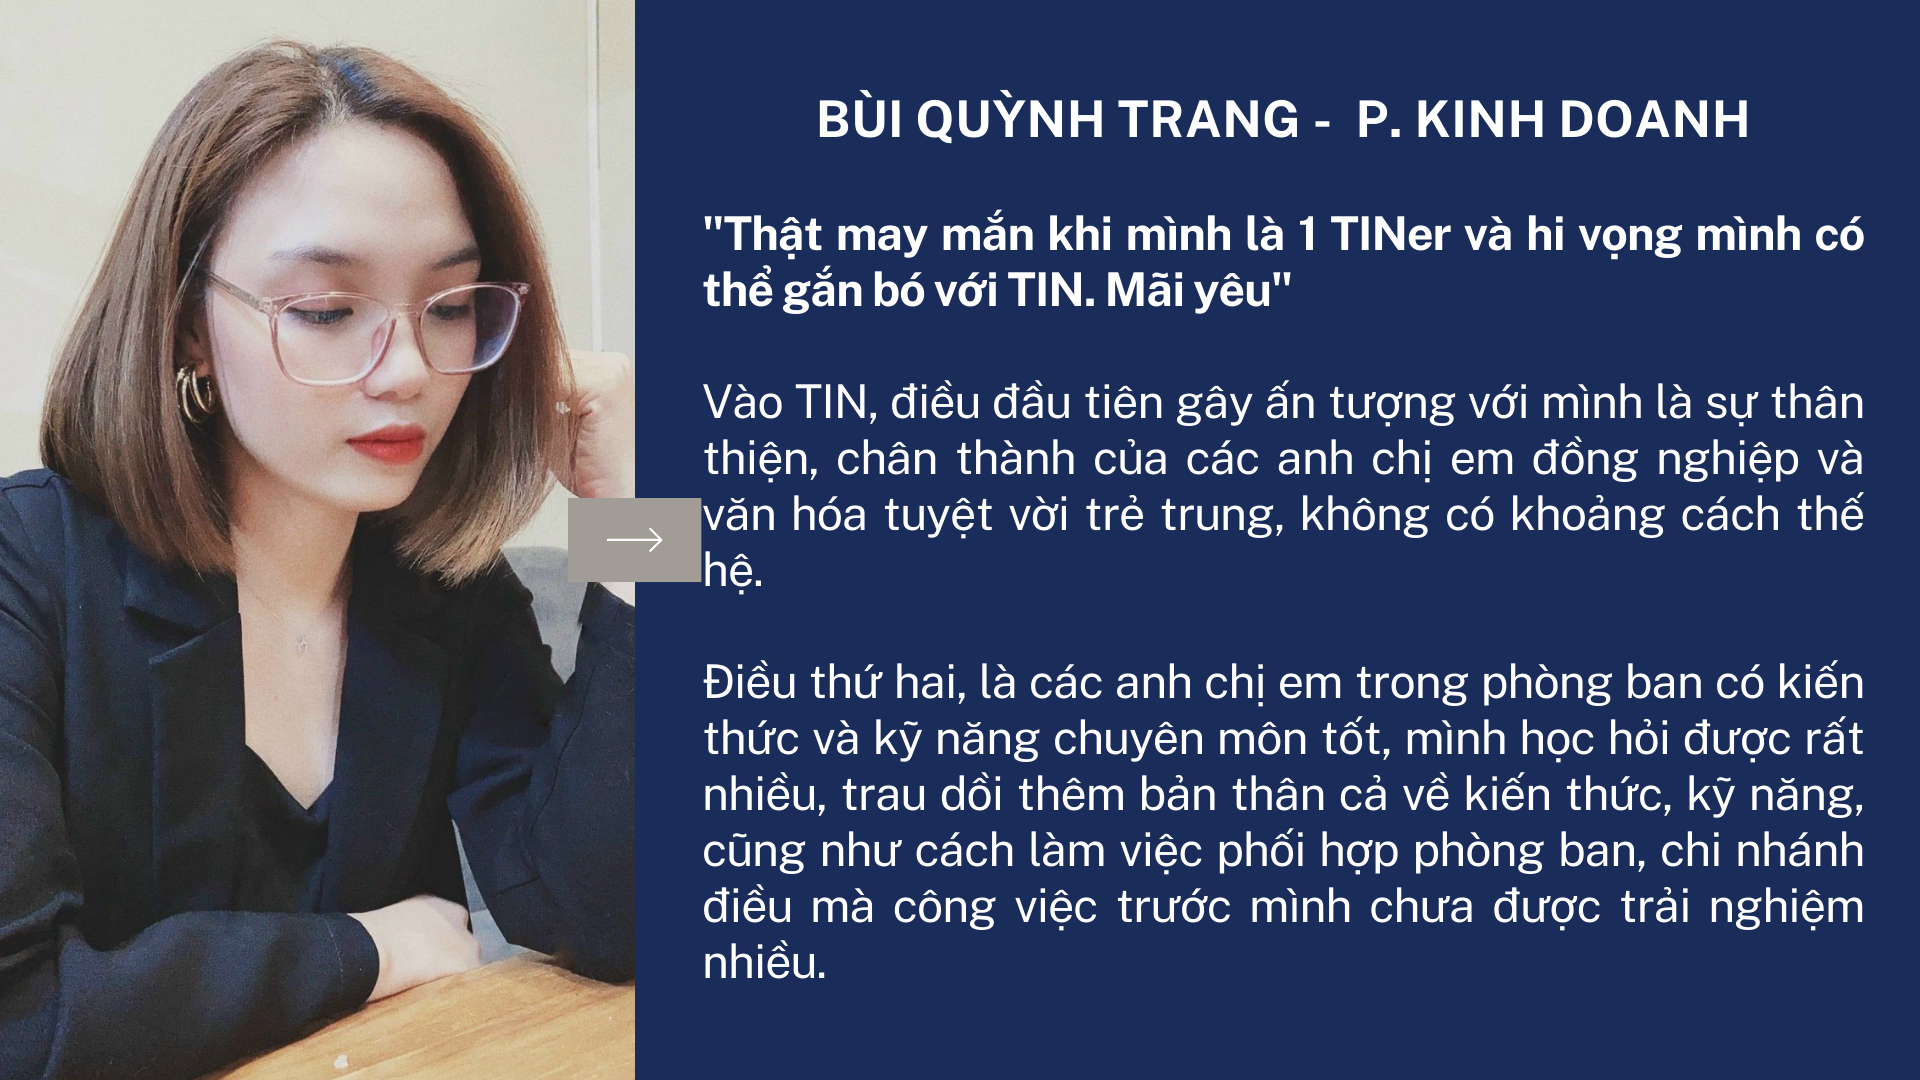 BÙI QUỲNH TRANG -  P. KINH DOANH
"Thật may mắn khi mình là 1 TINer và hi vọng mình có
thể gắn bó với TIN. Mãi yêu"
Vào TIN, điều đầu tiên gây ấn tượng với mình là sự thân
thiện, chân thành của các anh chị em đồng nghiệp và
văn hóa tuyệt vời trẻ trung, không có khoảng cách thế
hệ.
Điều thứ hai, là các anh chị em trong phòng ban có kiến
thức và kỹ năng chuyên môn tốt, mình học hỏi được rất
nhiều, trau dồi thêm bản thân cả về kiến thức, kỹ năng,
cũng như cách làm việc phối hợp phòng ban, chi nhánh
điều mà công việc trước mình chưa được trải nghiệm
nhiều.